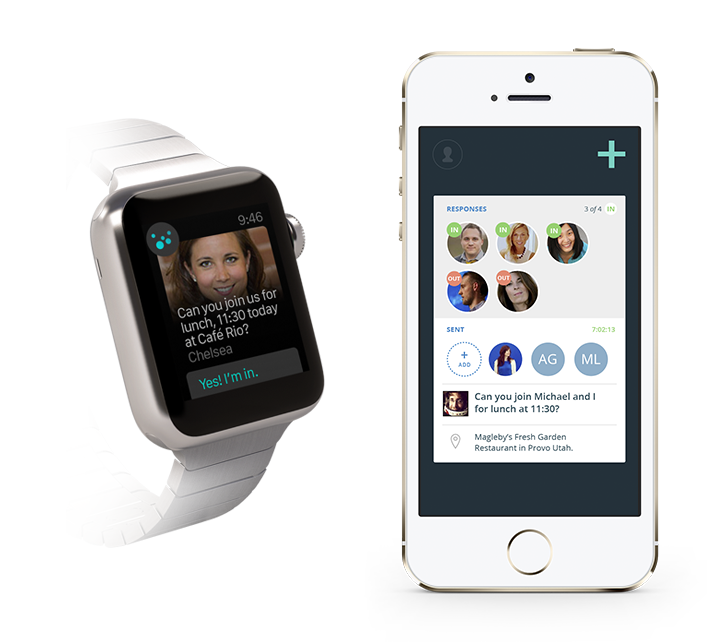 9:46
Can you join us for
lunch, 11:30 today
at Café Rio?
Chelsea
Yes! I'm in.
RESPONSES 3 of 4 IN
IN IN IN
OUT OUT
SENT 7:02:13
+ ADD AG ML
Can you join Michael and I
for lunch at 11:30?
Magleby's Fresh Garden
Restaurant in Provo Utah.